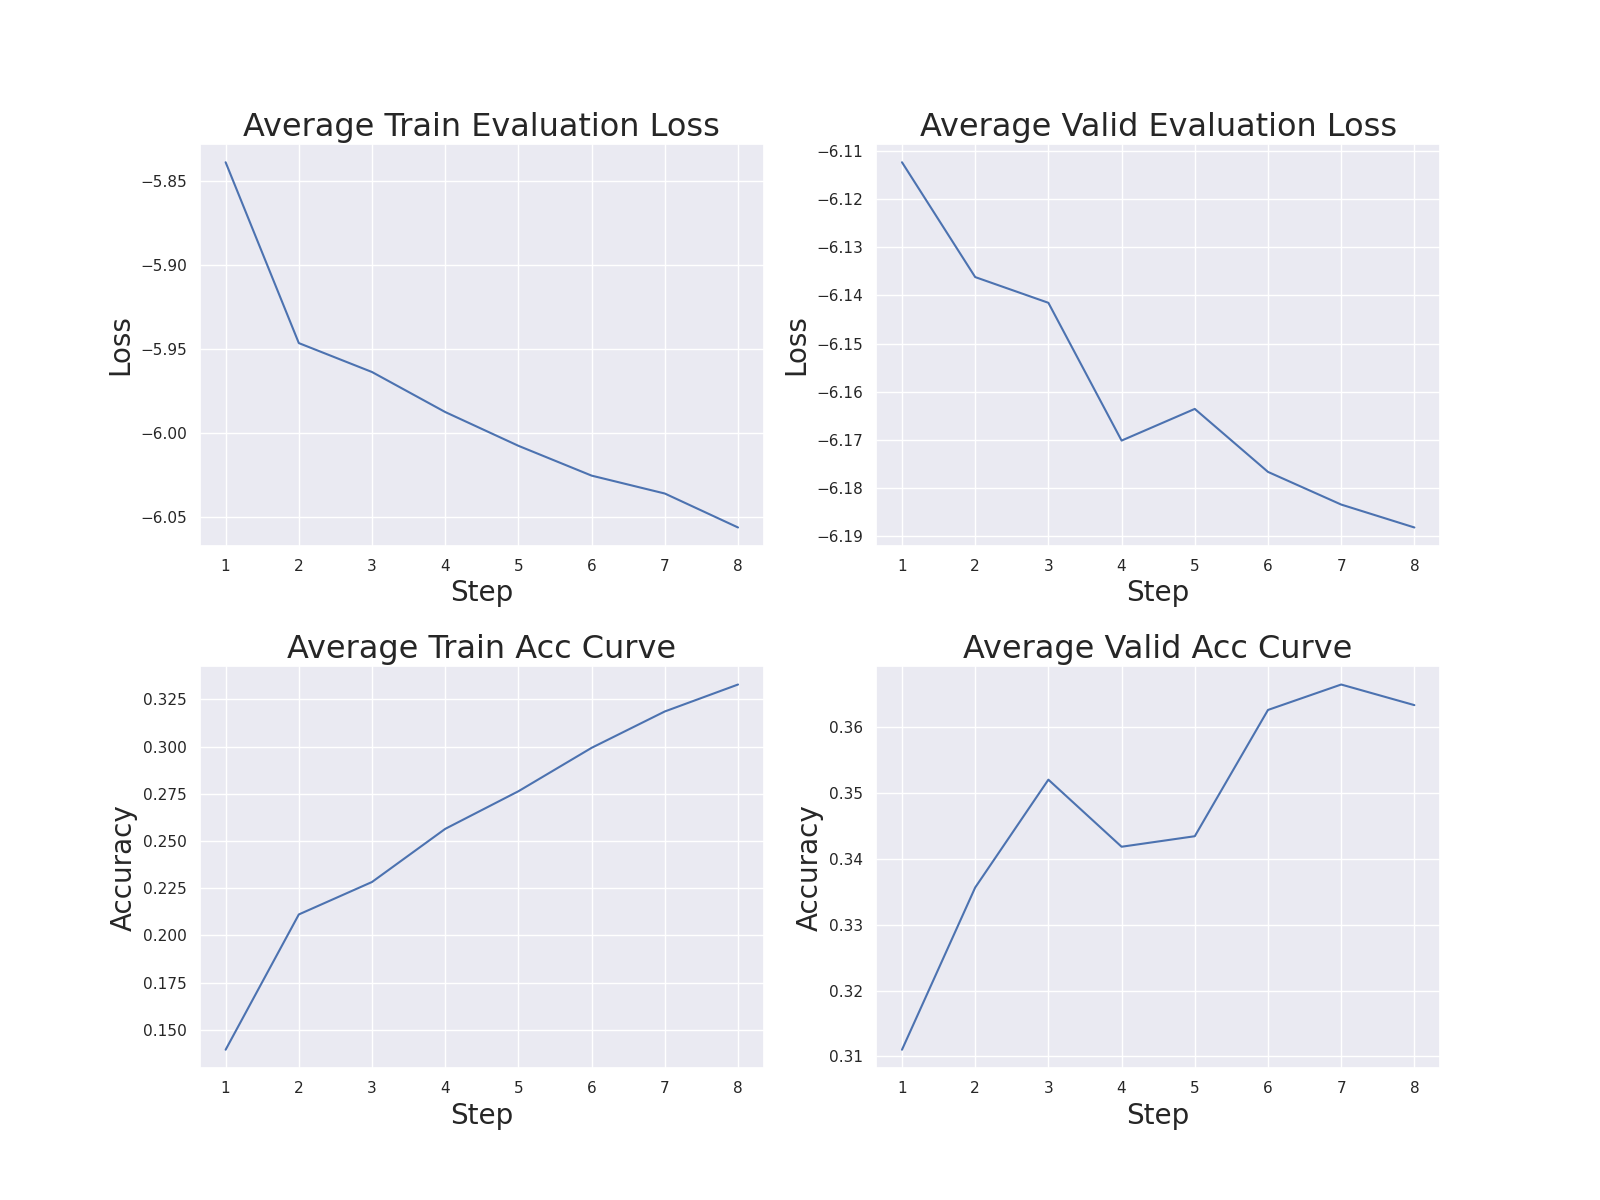 Average Train Evaluation Loss
−5.85
−5.90
−5.95
−6.00
−6.05
Loss
1 2 3 4 5 6 7 8
Step
Average Valid Evaluation Loss
−6.11
−6.12
−6.13
−6.14
−6.15
−6.16
−6.17
−6.18
−6.19
Loss
1 2 3 4 5 6 7 8
Step
Average Train Acc Curve
0.325
0.300
0.275
0.250
0.225
0.200
0.175
0.150
Accuracy
1 2 3 4 5 6 7 8
Step
Average Valid Acc Curve
0.36
0.35
0.34
0.33
0.32
0.31
Accuracy
1 2 3 4 5 6 7 8
Step